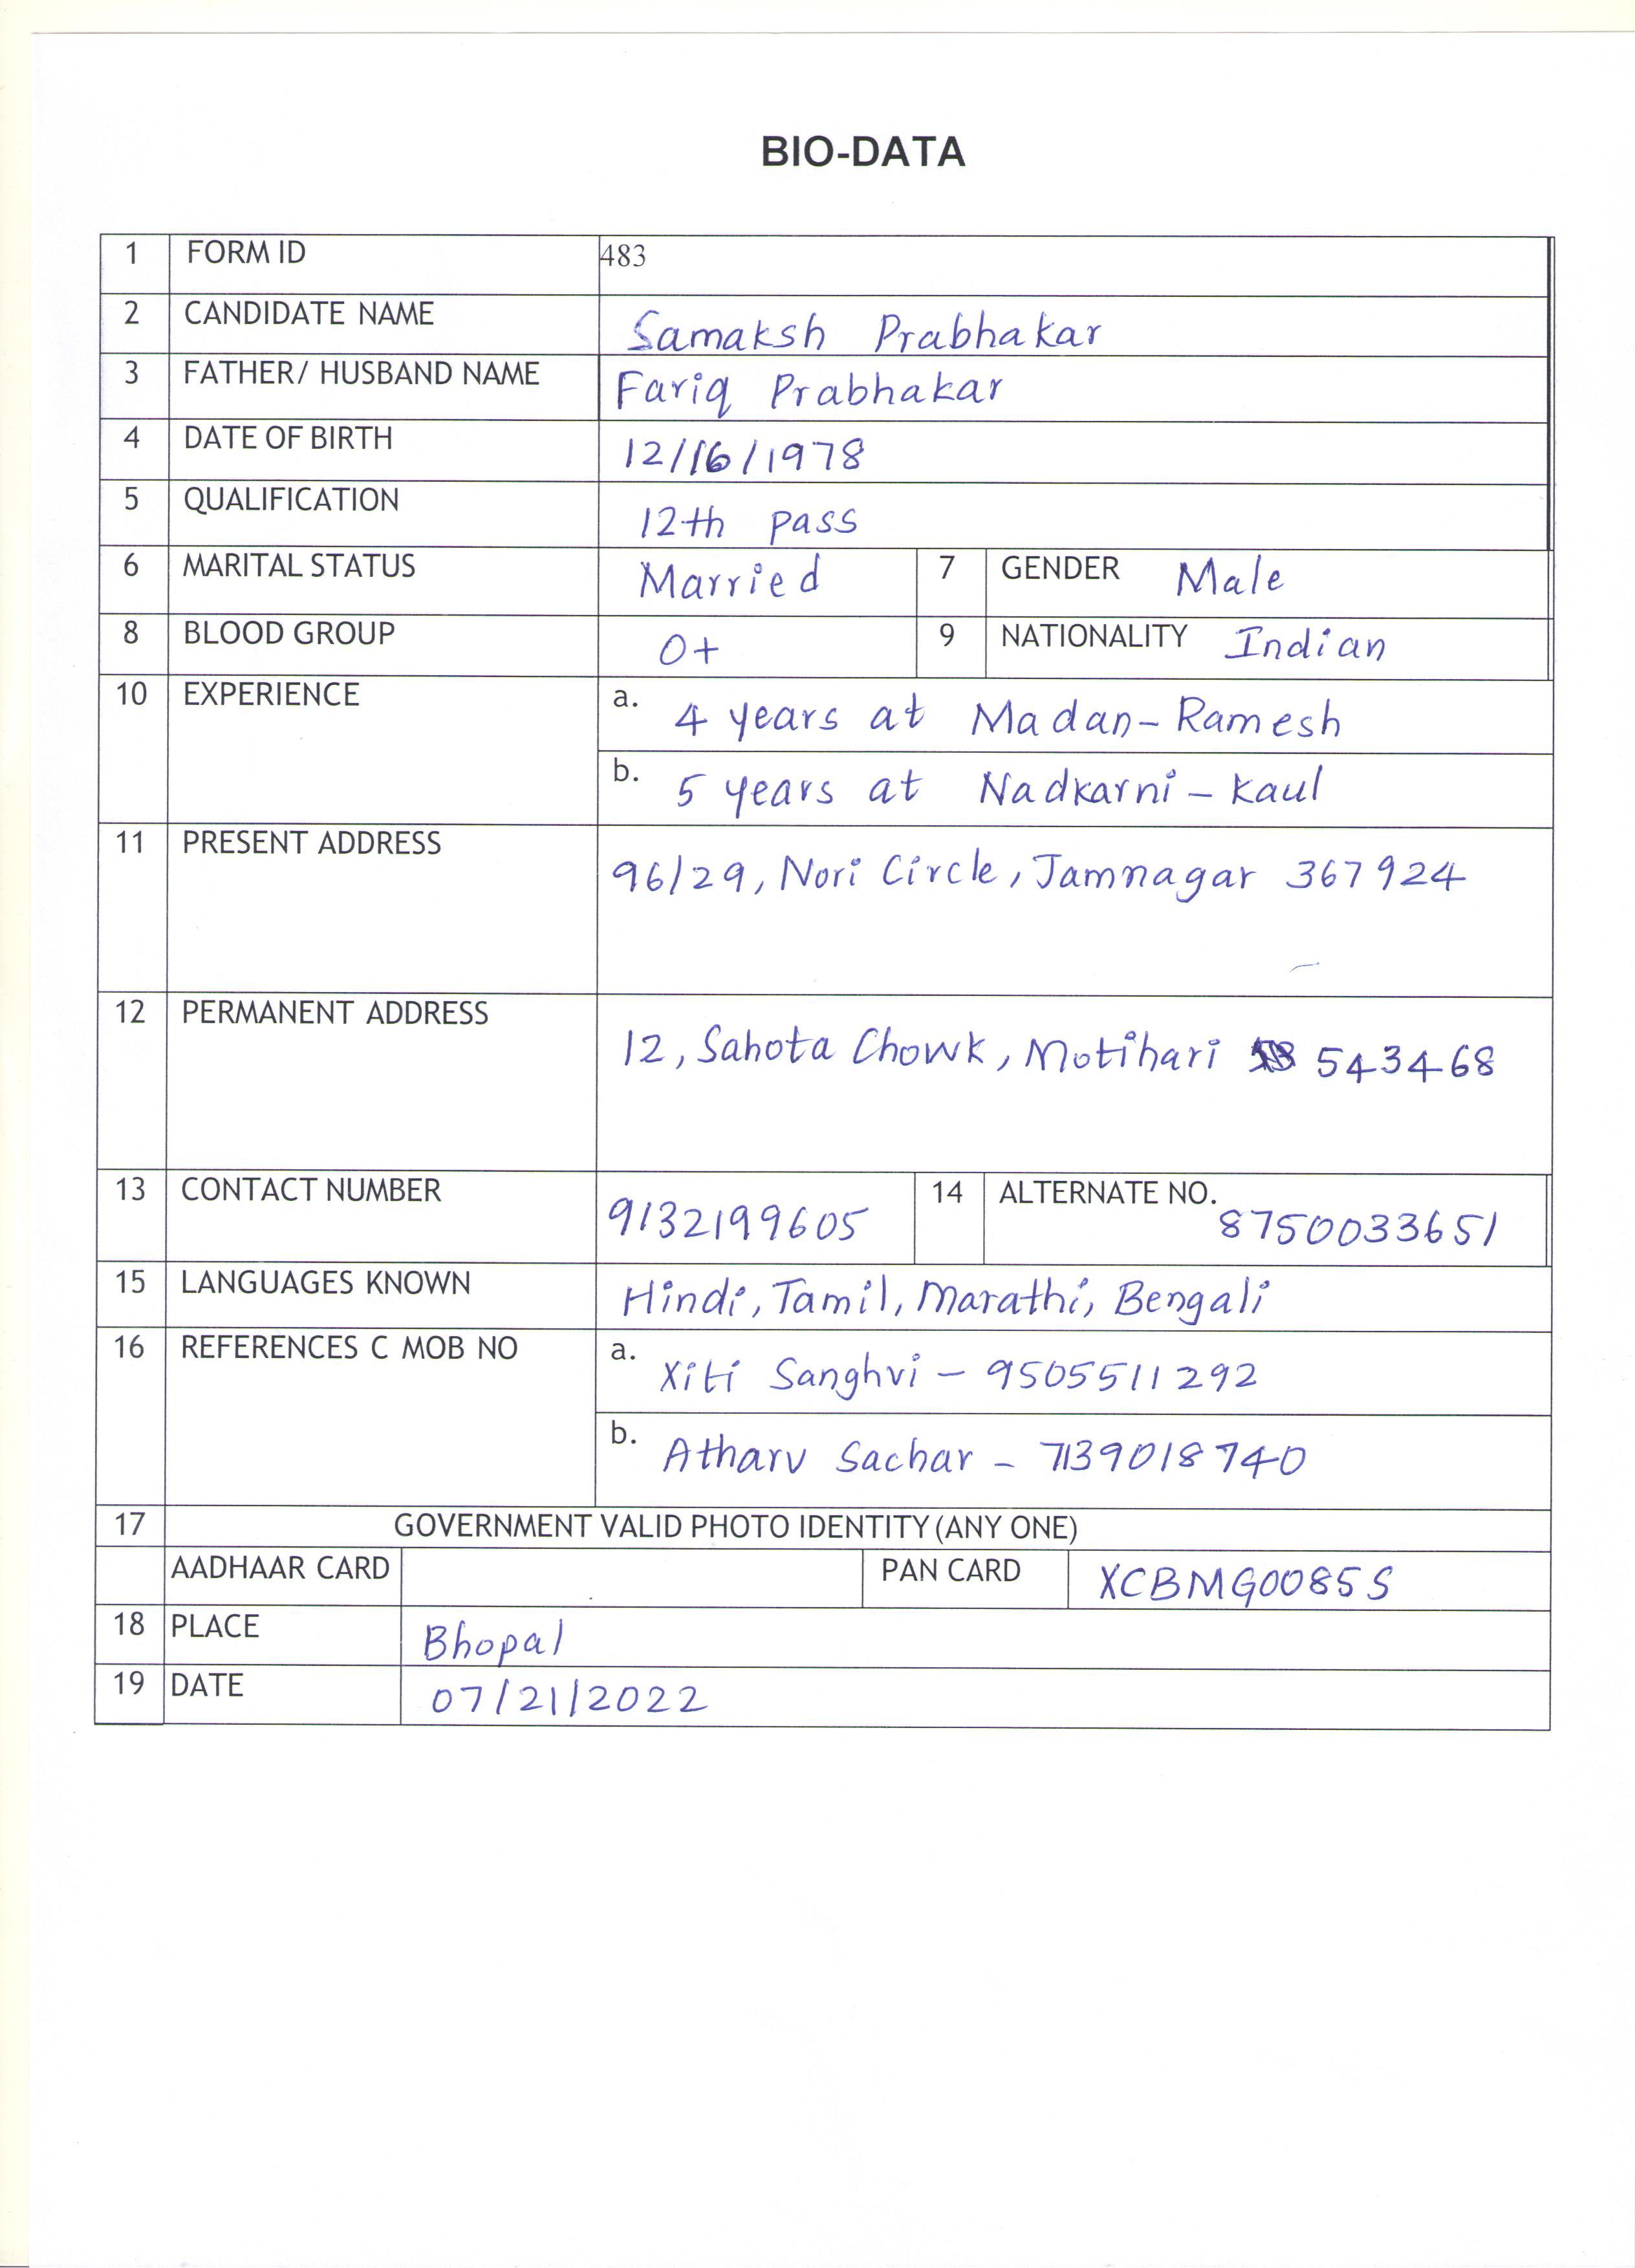 BIO-DATA
1 FORM ID 483
2 CANDIDATE NAME Samaksh Prabhakar
3 FATHER/ HUSBAND NAME Fariq Prabhakar
4 DATE OF BIRTH 12/16/1978
5 QUALIFICATION 12th pass
6 MARITAL STATUS Married 7 GENDER Male
8 BLOOD GROUP O+ 9 NATIONALITY Indian
10 EXPERIENCE a. 4 years at Madan-Ramesh
b. 5 years at Nadkarni - Kaul
11 PRESENT ADDRESS 96/29, Nori Circle, Jamnagar 367924
12 PERMANENT ADDRESS 12, Sahota Chowk, Motihari 543468
13 CONTACT NUMBER 9132199605 14 ALTERNATE NO. 8750033651
15 LANGUAGES KNOWN Hindi, Tamil, Marathi, Bengali
16 REFERENCES C MOB NO a. Xiti Sanghvi - 9505511292
b. Atharv Sachar - 7139018740
17 GOVERNMENT VALID PHOTO IDENTITY (ANY ONE)
AADHAAR CARD PAN CARD XCBMG0085S
18 PLACE Bhopal
19 DATE 07/21/2022